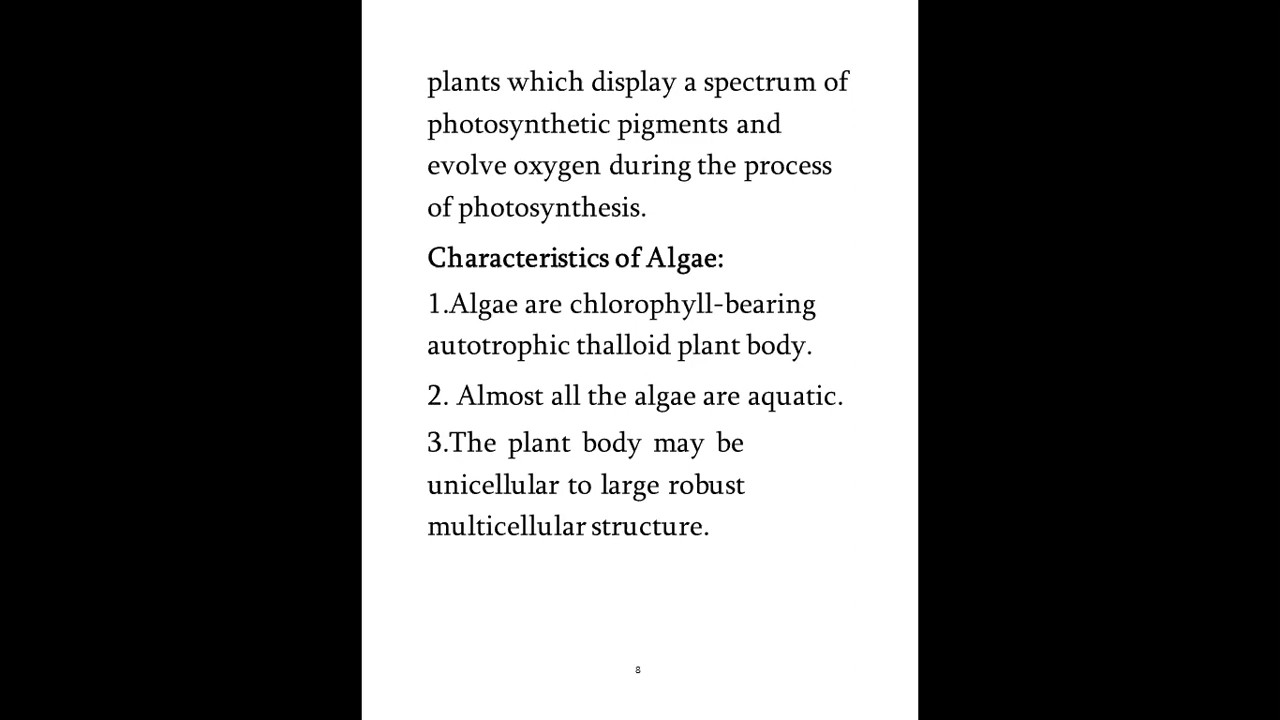 plants which display a spectrum of
photosynthetic pigments and
evolve oxygen during the process
of photosynthesis.
Characteristics of Algae:
1.Algae are chlorophyll-bearing
autotrophic thalloid plant body.
2. Almost all the algae are aquatic.
3.The plant body may be
unicellular to large robust
multicellular structure.
8